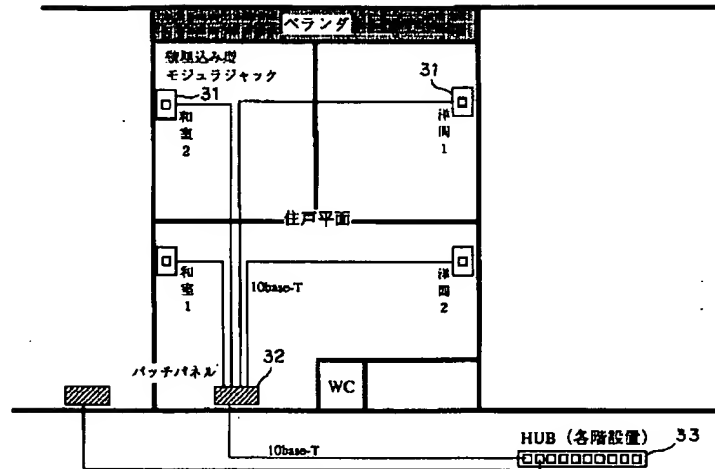 ベランダ
壁埋込み型
モジュラジャック
31
31
和室2
洋間1
住戸平面
和室1
10base-T
洋間2
パッチパネル
32
WC
HUB (各階設置)
33
10base-T